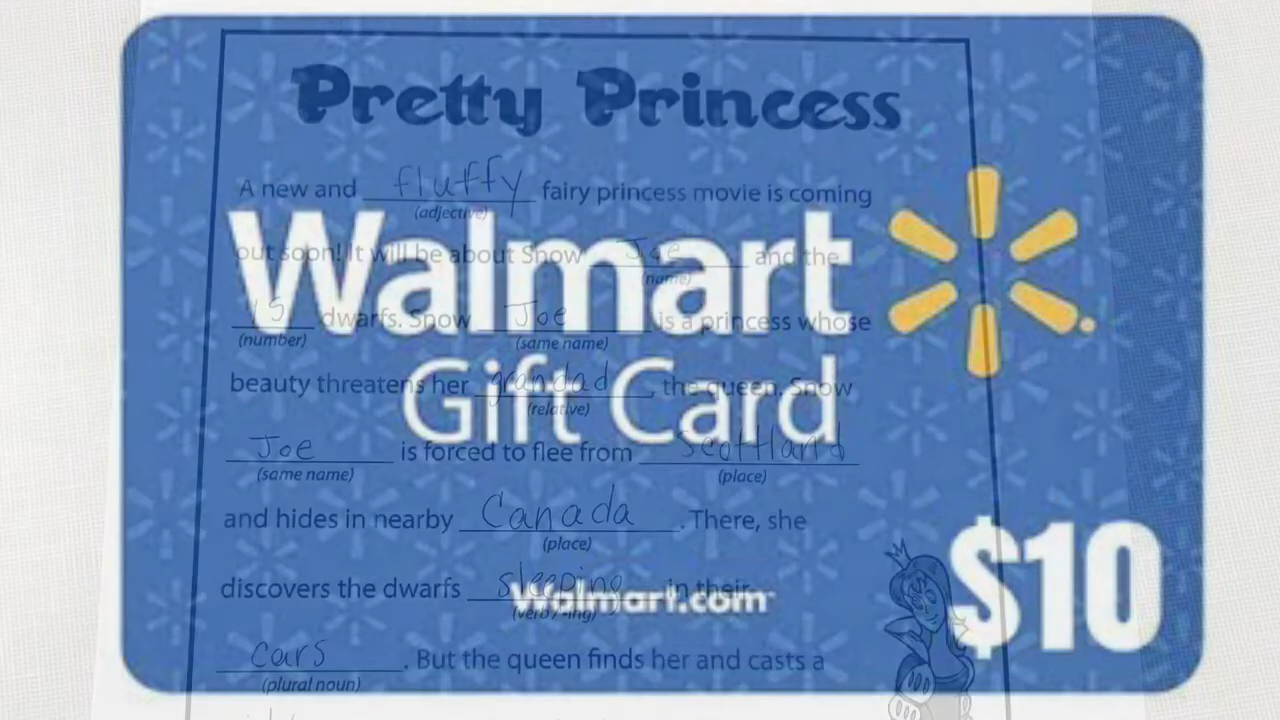 Pretty Princess
A new and fluffy fairy princess movie is coming
(adjective)
out soon! It will be about Snow Joe and the
(name)
Walmart
15 dwarfs. Snow Joe is a princess whose
(number) (same name)
beauty threatens her grandad, the queen. Snow
(relative)
Gift Card
Joe is forced to flee from Scottland
(same name) (place)
and hides in nearby Canada. There, she
(place)
discovers the dwarfs sleeping in their
(verb / -ing)
Walmart.com
$10
cars. But the queen finds her and casts a
(plural noun)